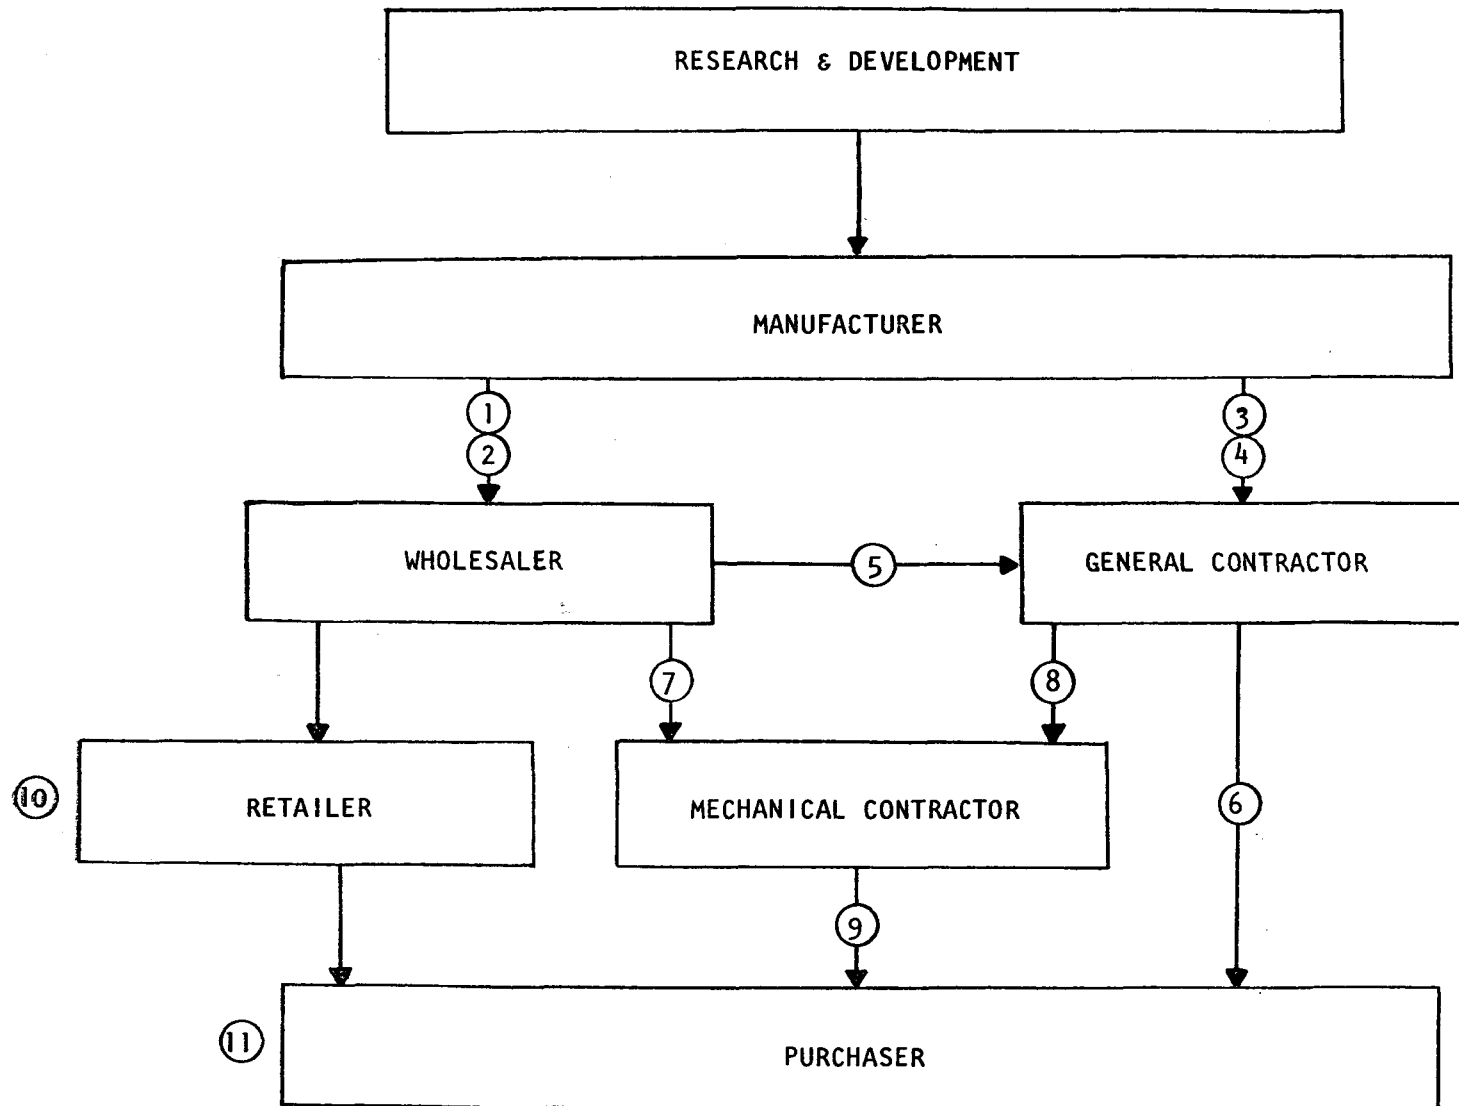 RESEARCH & DEVELOPMENT
MANUFACTURER
1
2
3
4
WHOLESALER
5
GENERAL CONTRACTOR
7
8
10
RETAILER
MECHANICAL CONTRACTOR
6
9
11
PURCHASER